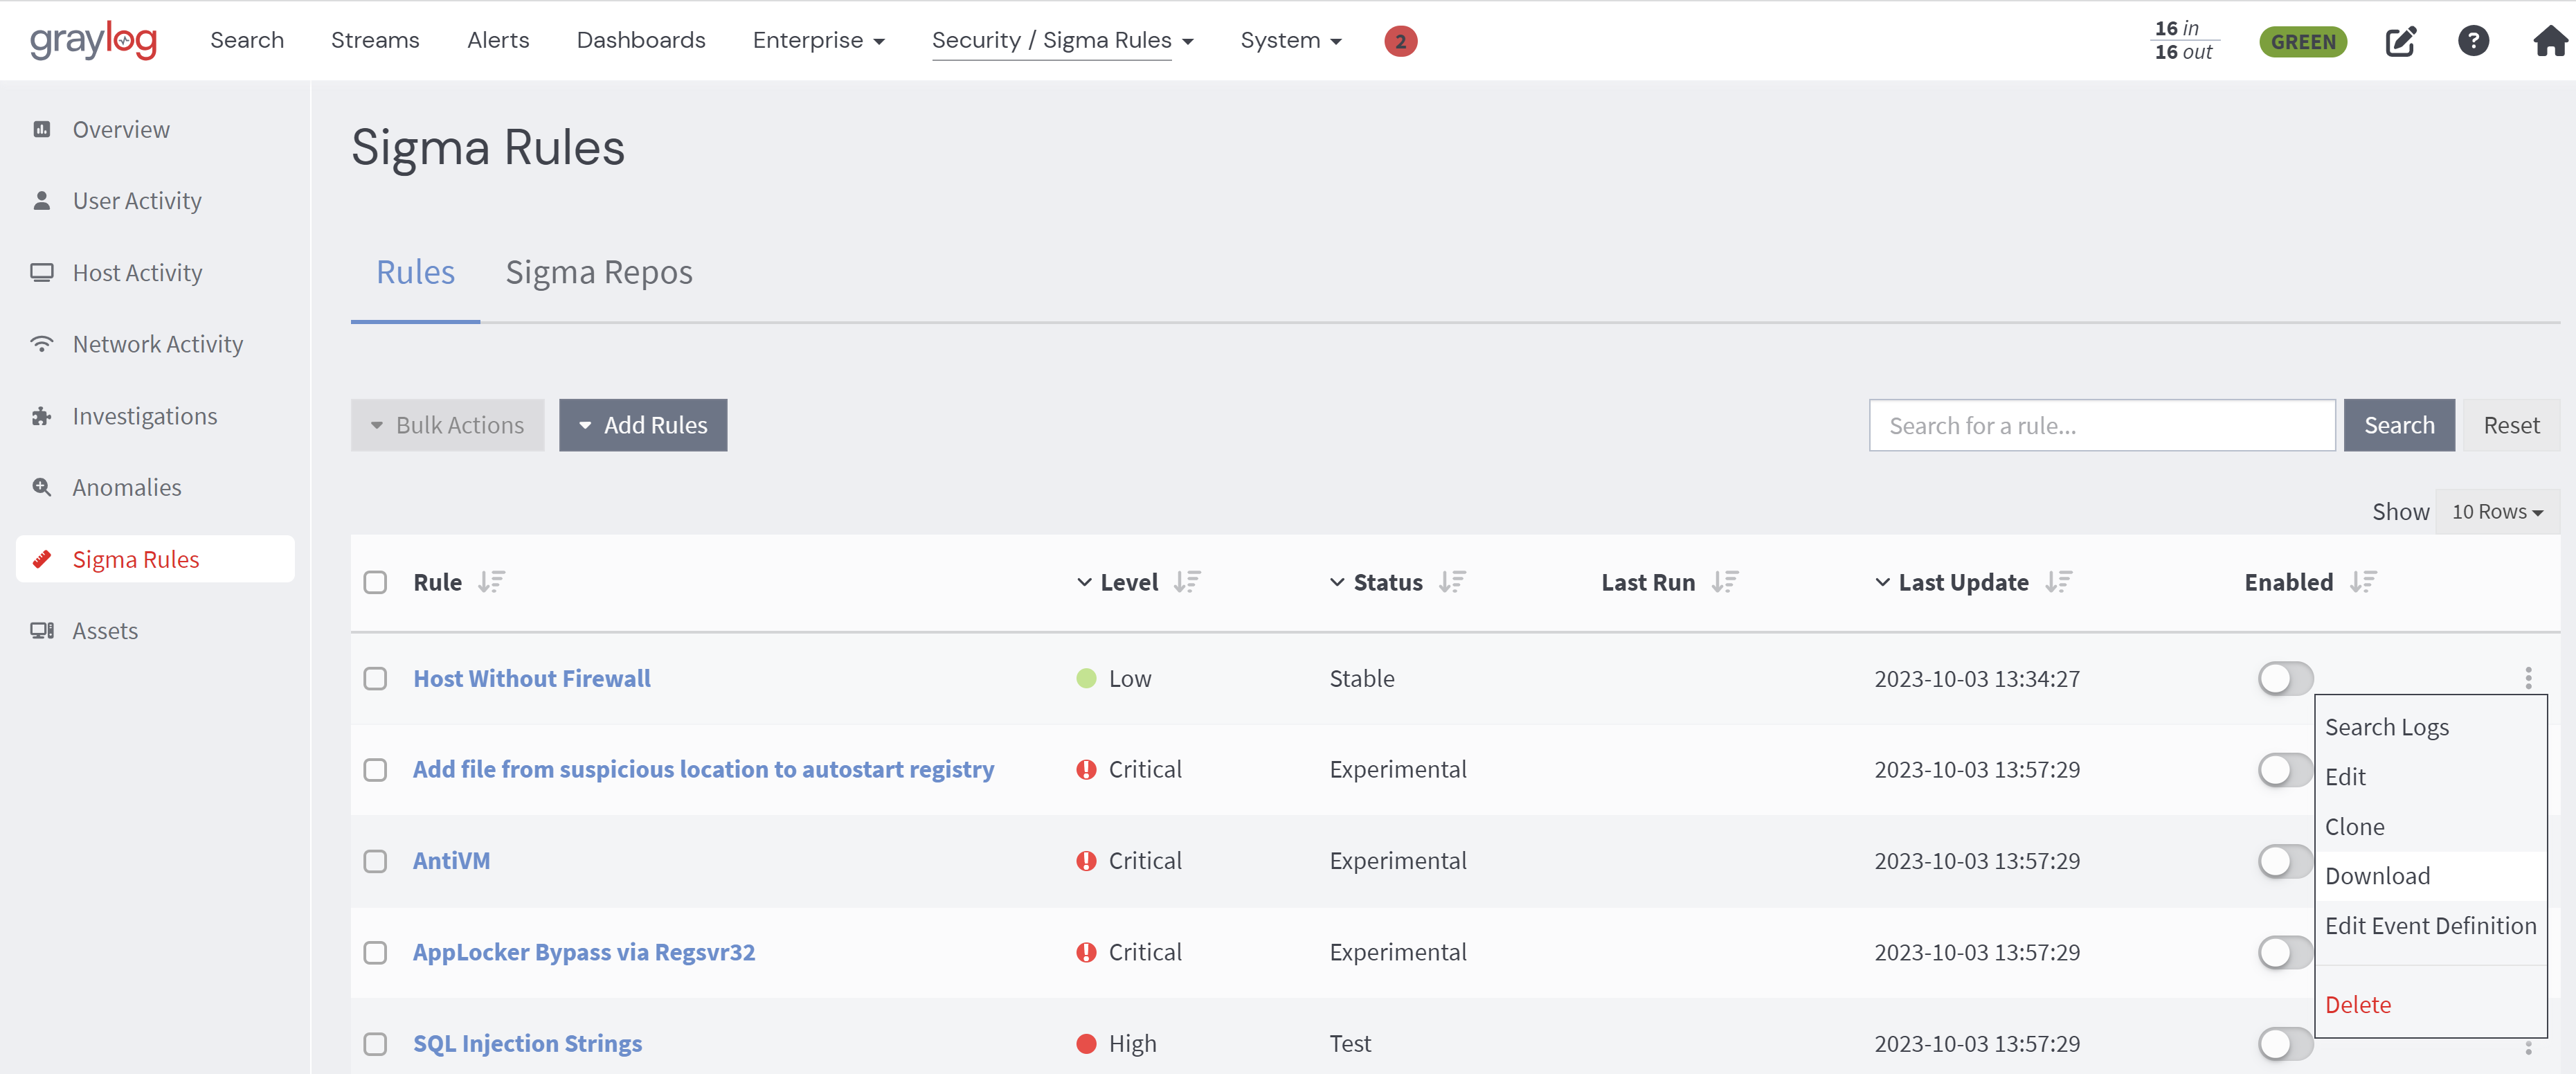 graylog Search Streams Alerts Dashboards Enterprise Security / Sigma Rules System 2 16 in GREEN
16 out
Overview
User Activity
Host Activity
Network Activity
Investigations
Anomalies
Sigma Rules
Assets
Sigma Rules
Rules Sigma Repos
Bulk Actions Add Rules Search for a rule... Search Reset
Show 10 Rows
Rule Level Status Last Run Last Update Enabled
Host Without Firewall Low Stable 2023-10-03 13:34:27
Add file from suspicious location to autostart registry Critical Experimental 2023-10-03 13:57:29
AntiVM Critical Experimental 2023-10-03 13:57:29
AppLocker Bypass via Regsvr32 Critical Experimental 2023-10-03 13:57:29
SQL Injection Strings High Test 2023-10-03 13:57:29
Search Logs
Edit
Clone
Download
Edit Event Definition
Delete